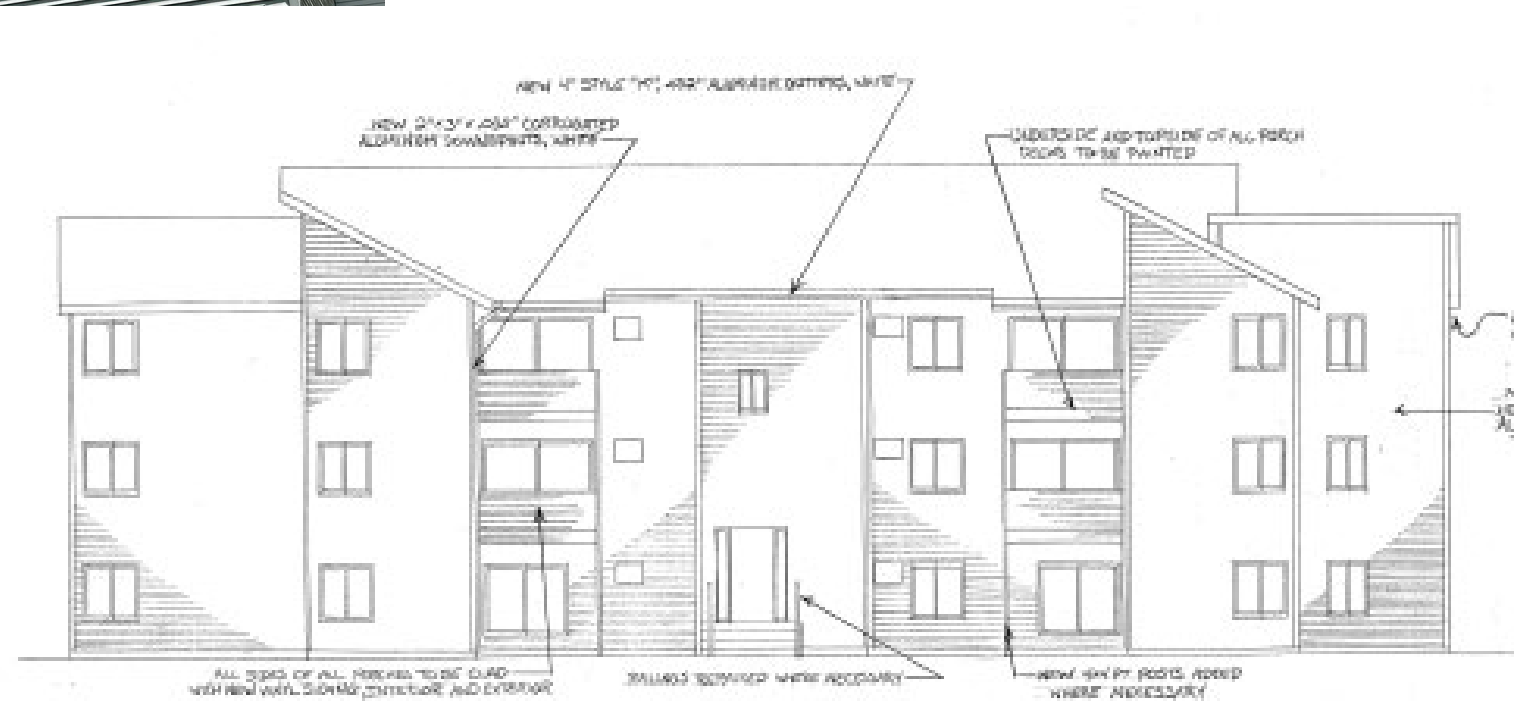 NEW 4" STYLE "K", .032" ALUMINUM GUTTERS, WHITE
NEW 2"x3" x .032" CORRUGATED
ALUMINUM DOWNSPOUTS, WHITE
UNDERSIDE AND TOPSIDE OF ALL PORCH
DECKS TO BE PAINTED
ALL SIDES OF ALL PORCHES TO BE CLAD
WITH NEW VINYL SIDING, INTERIOR AND EXTERIOR
RAILINGS REPAIRED WHERE NECESSARY
NEW 4x4 PT POSTS ADDED
WHERE NECESSARY